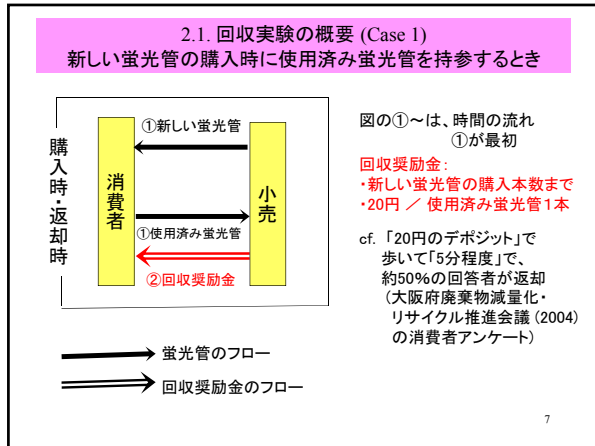 2.1. 回収実験の概要 (Case 1)
新しい蛍光管の購入時に使用済み蛍光管を持参するとき
購入時・返却時
消費者
①新しい蛍光管
①使用済み蛍光管
②回収奨励金
小売
図の①～は、時間の流れ
①が最初
回収奨励金：
・新しい蛍光管の購入本数まで
・20円 ／ 使用済み蛍光管1本
cf. 「20円のデポジット」で
歩いて「5分程度」で、
約50%の回答者が返却
（大阪府廃棄物減量化・
リサイクル推進会議 (2004)
の消費者アンケート）
蛍光管のフロー
回収奨励金のフロー
7